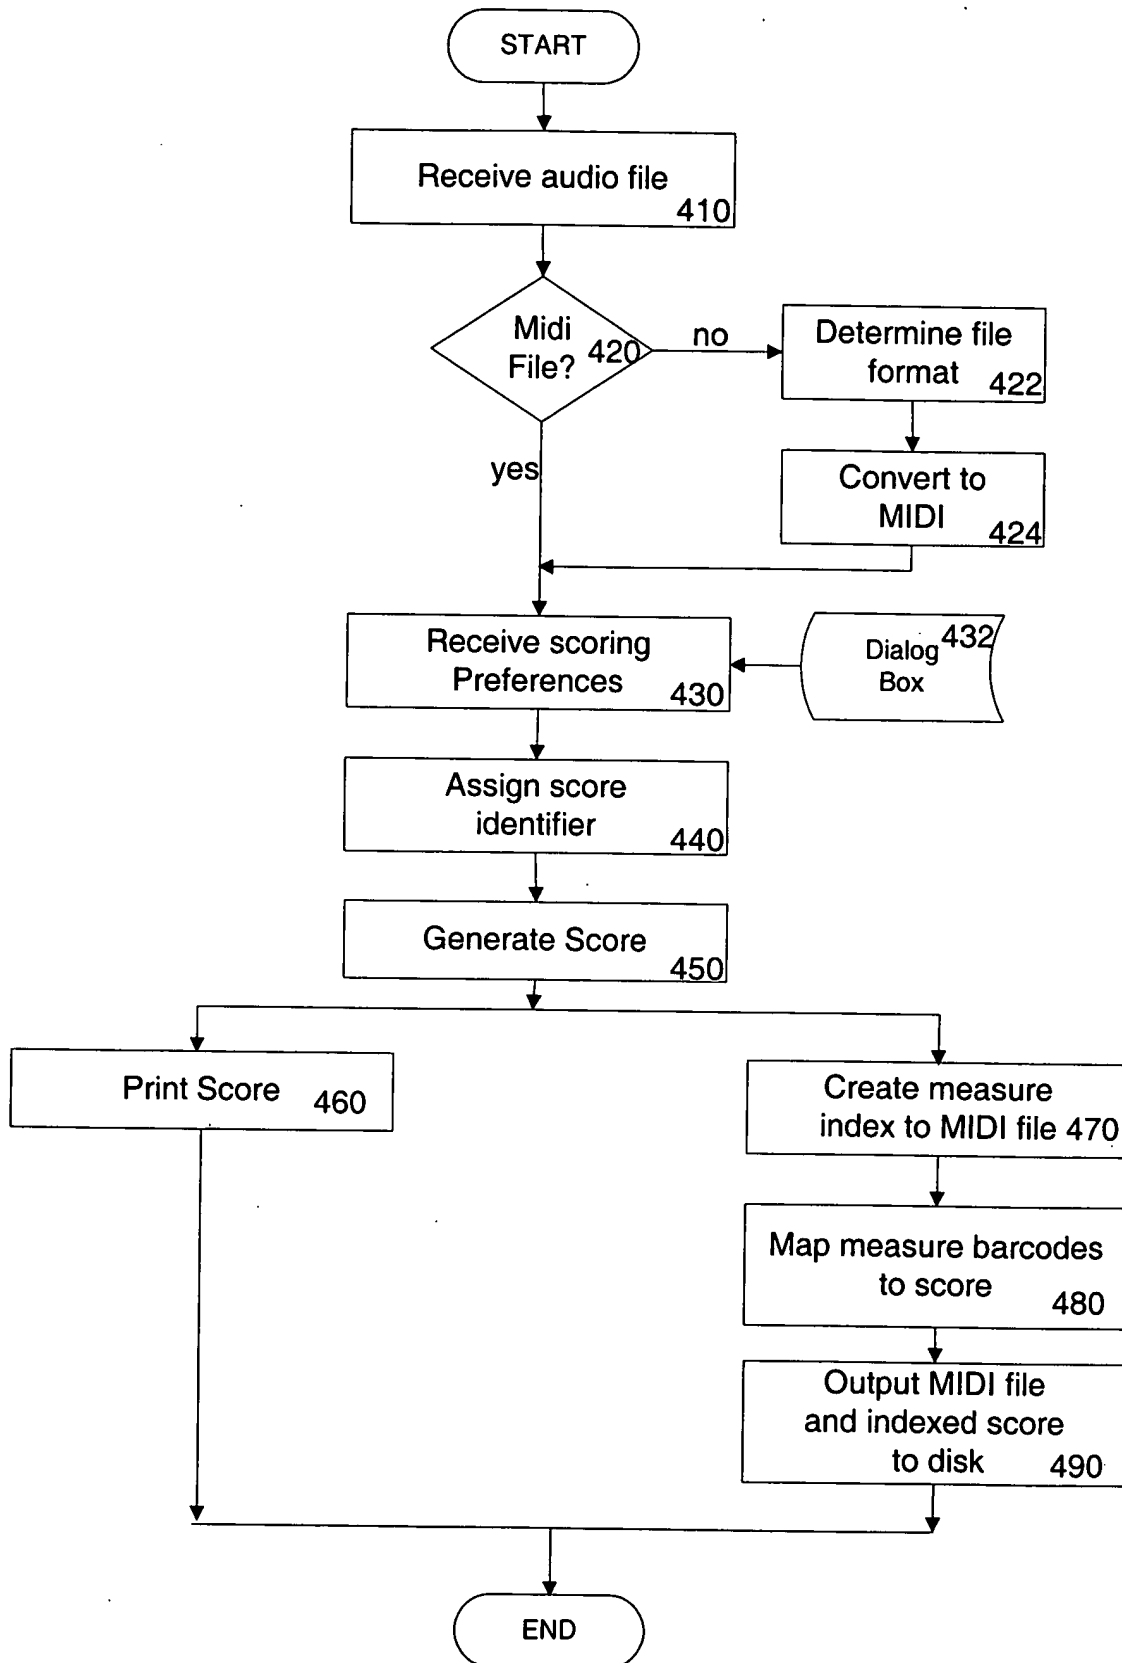 START
Receive audio file
410
Midi
File?
420
no
Determine file
format
422
yes
Convert to
MIDI
424
Receive scoring
Preferences
430
Dialog
Box
432
Assign score
identifier
440
Generate Score
450
Print Score
460
Create measure
index to MIDI file 470
Map measure barcodes
to score
480
Output MIDI file
and indexed score
to disk
490
END